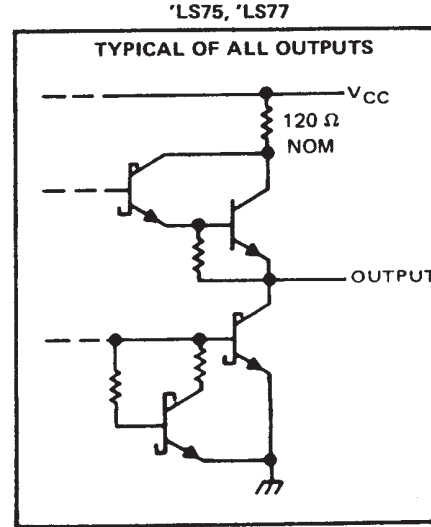 'LS75, 'LS77
TYPICAL OF ALL OUTPUTS
VCC
120 Ω
NOM
OUTPUT